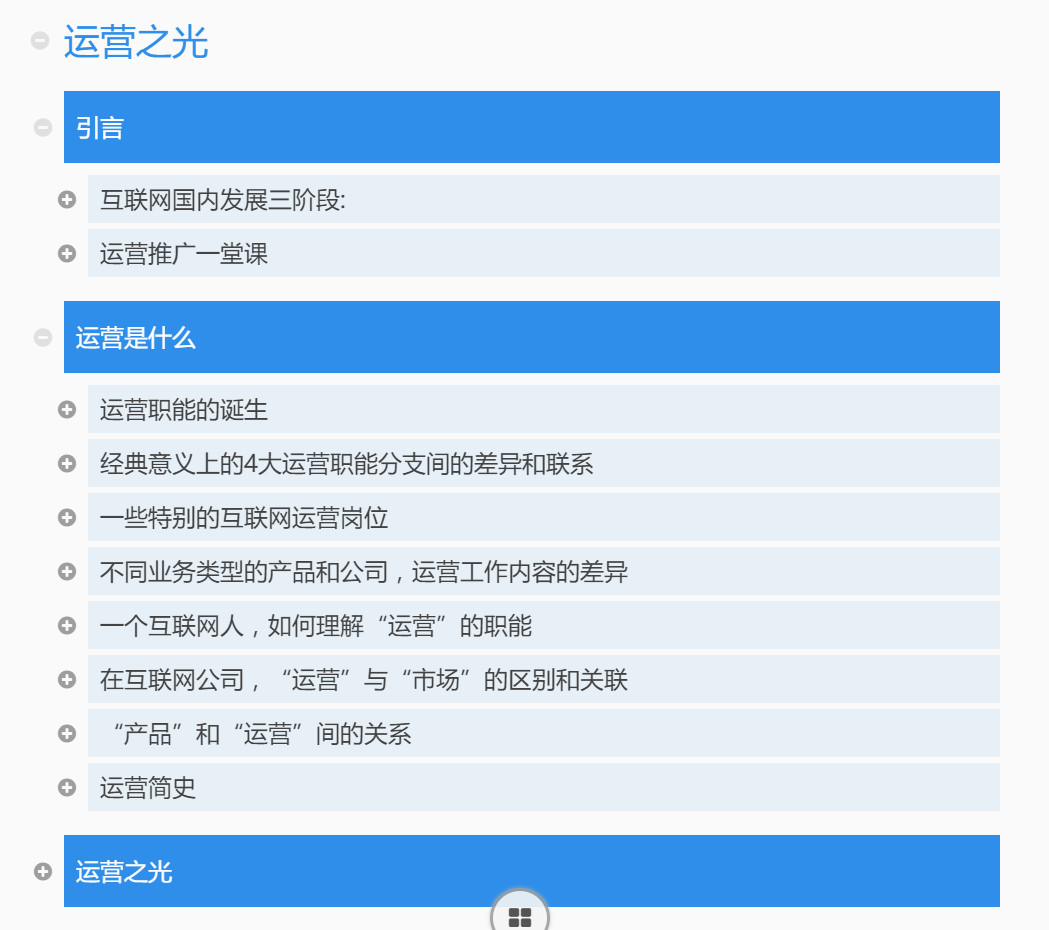 运营之光
引言
互联网国内发展三阶段:
运营推广一堂课
运营是什么
运营职能的诞生
经典意义上的4大运营职能分支间的差异和联系
一些特别的互联网运营岗位
不同业务类型的产品和公司，运营工作内容的差异
一个互联网人，如何理解“运营”的职能
在互联网公司，“运营”与“市场”的区别和关联
“产品”和“运营”间的关系
运营简史
运营之光